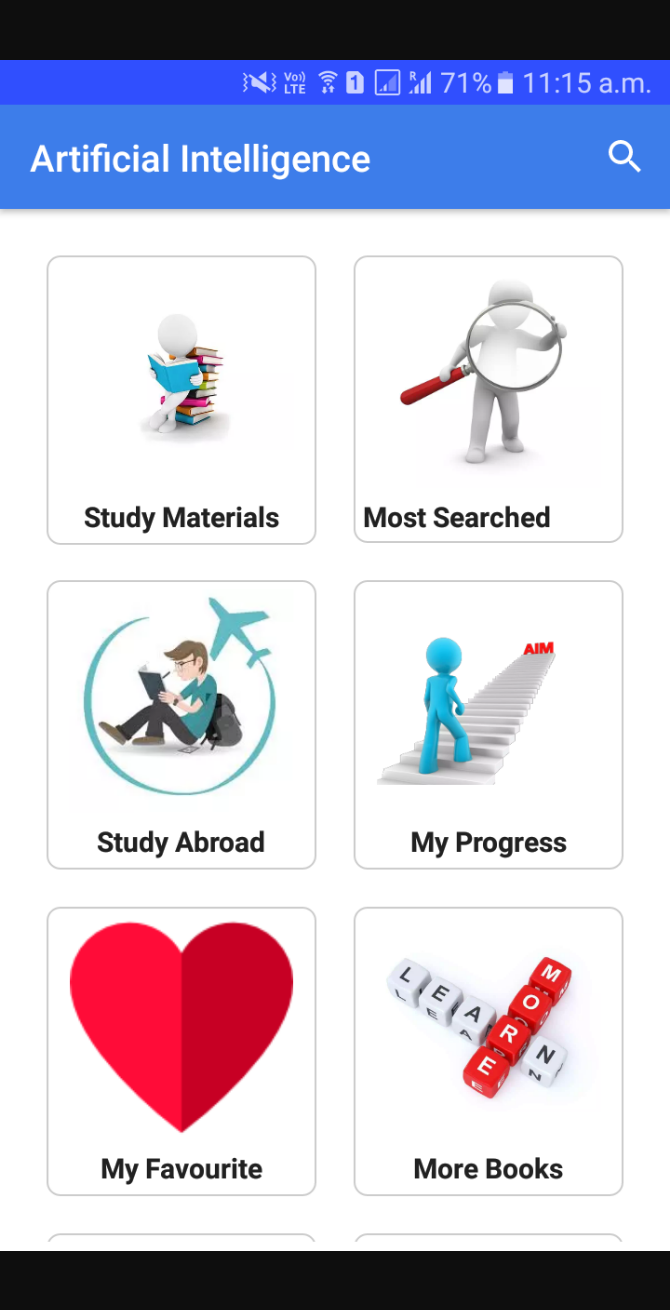 Vo)) LTE 1 R 71% 11:15 a.m.
Artificial Intelligence
Study Materials
Most Searched
AIM
Study Abroad
My Progress
LEARN
MORE
My Favourite
More Books